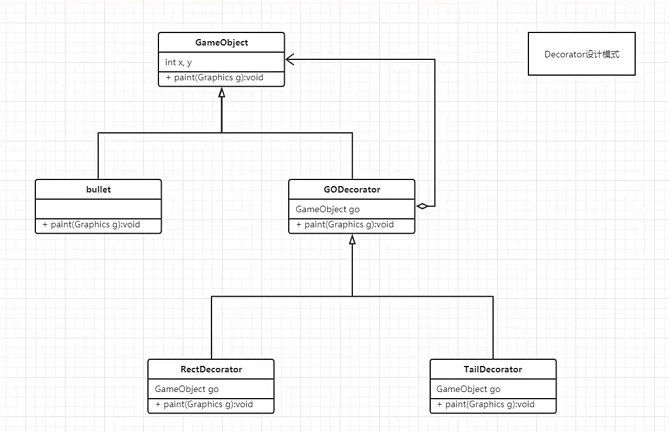 GameObject
int x, y
+ paint(Graphics g):void
Decorator设计模式
bullet
+ paint(Graphics g):void
GODecorator
GameObject go
+ paint(Graphics g):void
RectDecorator
GameObject go
+ paint(Graphics g):void
TailDecorator
GameObject go
+ paint(Graphics g):void